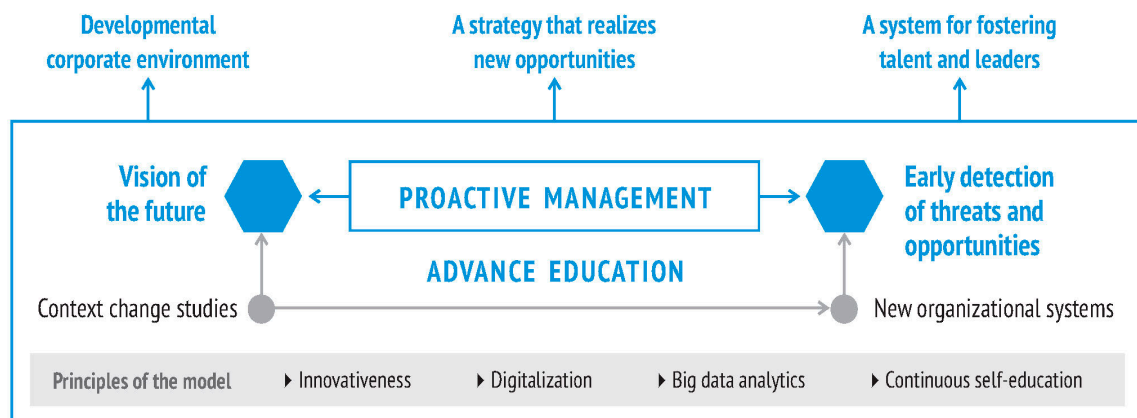 Developmental
corporate environment
A strategy that realizes
new opportunities
A system for fostering
talent and leaders
Vision of
the future
PROACTIVE MANAGEMENT
Early detection
of threats and
opportunities
ADVANCE EDUCATION
Context change studies
New organizational systems
Principles of the model
Innovativeness
Digitalization
Big data analytics
Continuous self-education